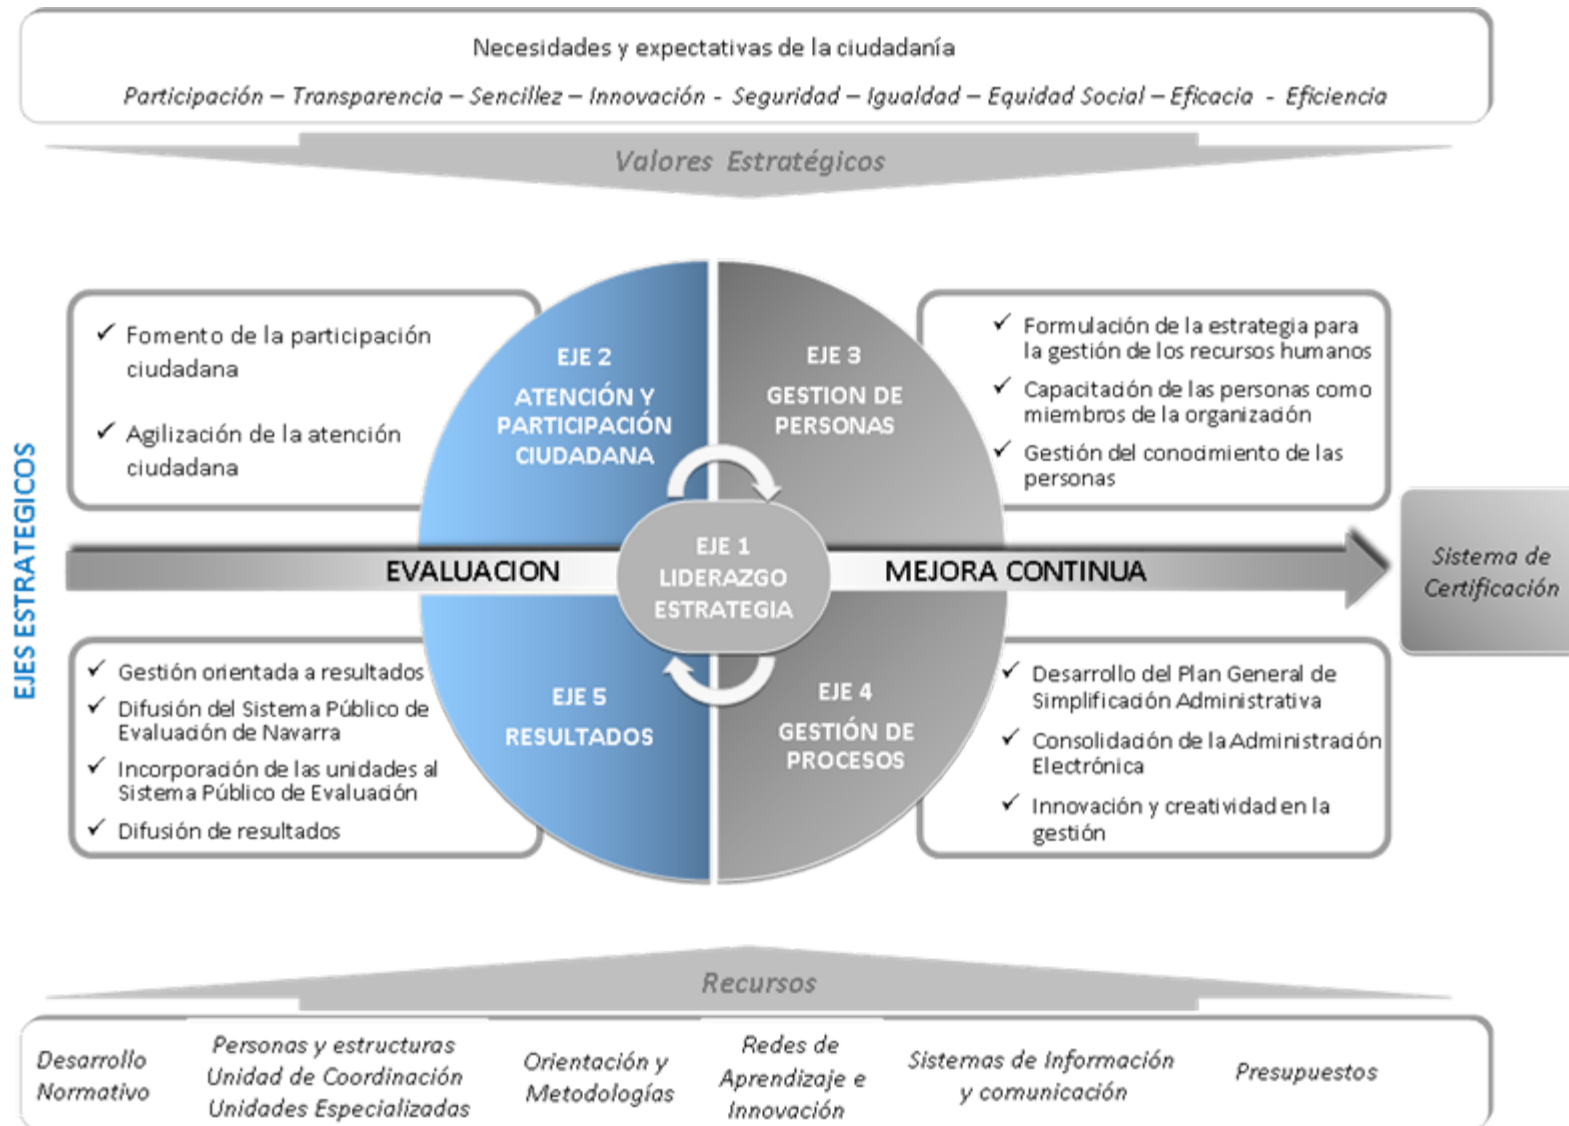 Necesidades y expectativas de la ciudadanía
Participación – Transparencia – Sencillez – Innovación - Seguridad – Igualdad – Equidad Social – Eficacia - Eficiencia
Valores Estratégicos
EJES ESTRATEGICOS
✓ Fomento de la participación
ciudadana
✓ Agilización de la atención
ciudadana
EJE 2
ATENCIÓN Y
PARTICIPACIÓN
CIUDADANA
EJE 3
GESTION DE
PERSONAS
✓ Formulación de la estrategia para
la gestión de los recursos humanos
✓ Capacitación de las personas como
miembros de la organización
✓ Gestión del conocimiento de las
personas
EVALUACION
EJE 1
LIDERAZGO
ESTRATEGIA
MEJORA CONTINUA
Sistema de
Certificación
✓ Gestión orientada a resultados
✓ Difusión del Sistema Público de
Evaluación de Navarra
✓ Incorporación de las unidades al
Sistema Público de Evaluación
✓ Difusión de resultados
EJE 5
RESULTADOS
EJE 4
GESTIÓN DE
PROCESOS
✓ Desarrollo del Plan General de
Simplificación Administrativa
✓ Consolidación de la Administración
Electrónica
✓ Innovación y creatividad en la
gestión
Recursos
Desarrollo
Normativo
Personas y estructuras
Unidad de Coordinación
Unidades Especializadas
Orientación y
Metodologías
Redes de
Aprendizaje e
Innovación
Sistemas de Información
y comunicación
Presupuestos